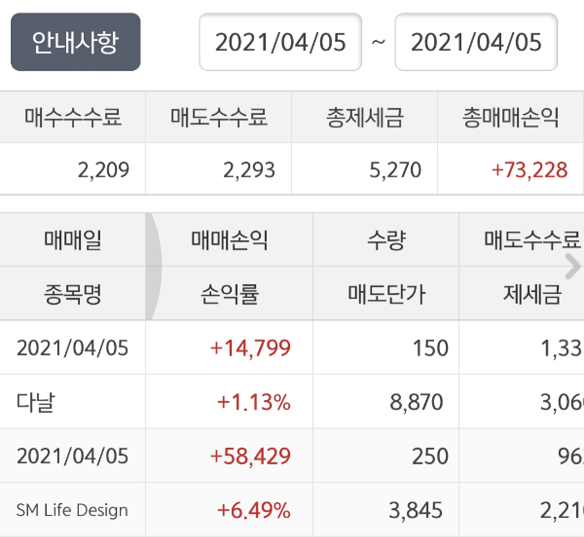 안내사항 2021/04/05 ~ 2021/04/05
매수수수료 매도수수료 총제세금 총매매손익
2,209 2,293 5,270 +73,228
매매일 매매손익 수량 매도수수료
종목명 손익률 매도단가 제세금
2021/04/05 +14,799 150 1,33
다날 +1.13% 8,870 3,06
2021/04/05 +58,429 250 96
SM Life Design +6.49% 3,845 2,21